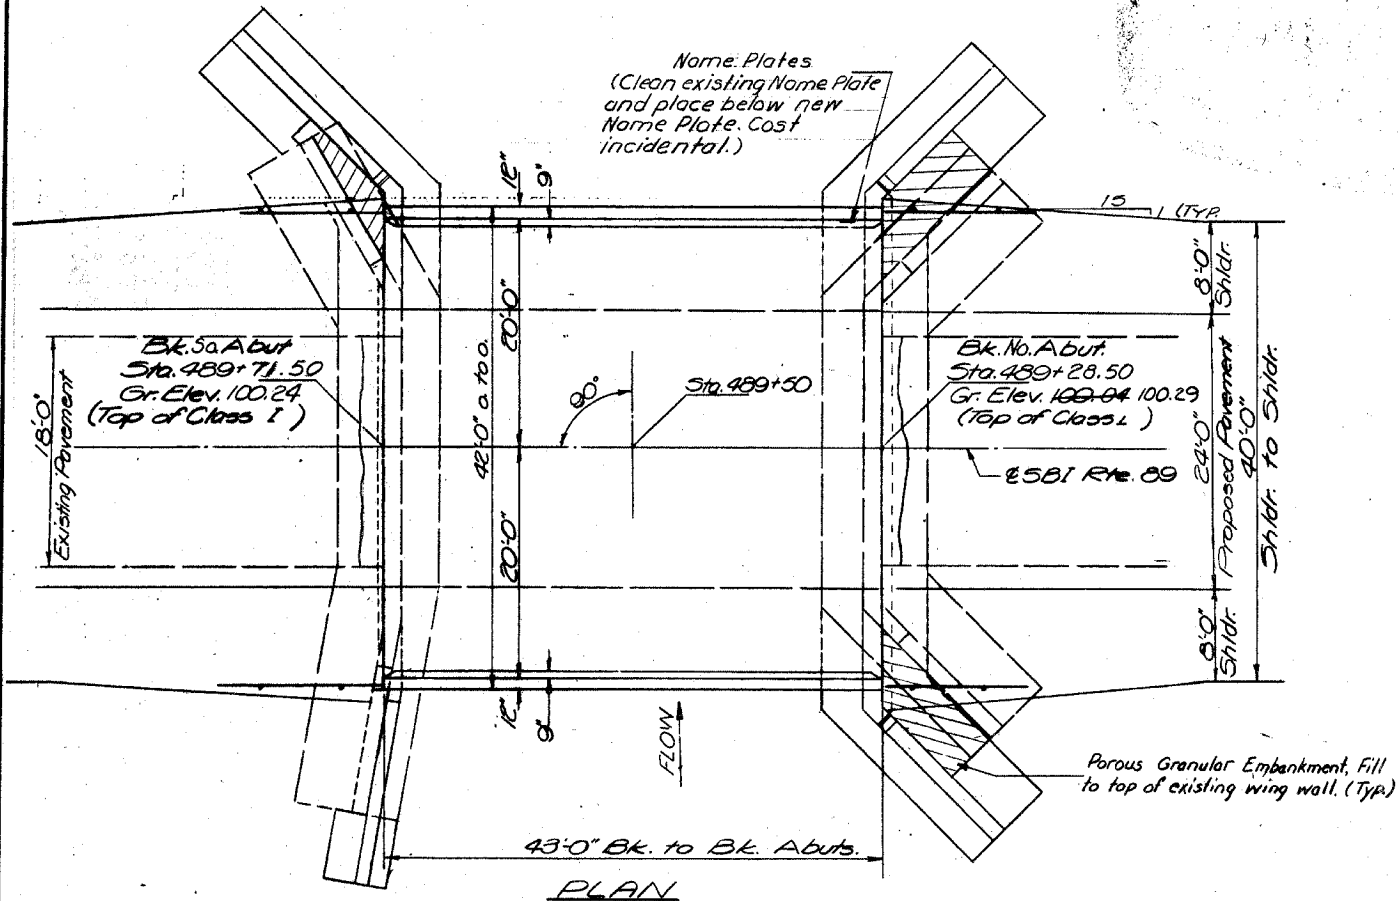 Name Plates
(Clean existing Name Plate
and place below new
Name Plate. Cost
incidental.)
12"
9"
15
1 (TYP.
8'-0"
Shldr.
20'-0"
42'-0" o. to o.
90°
Sta. 489+50
Bk. So. Abut
Sta. 489+71.50
Gr. Elev. 100.24
(Top of Class I)
18'-0"
Existing Pavement
Bk. No. Abut.
Sta. 489+28.50
Gr. Elev. 100.04 100.29
(Top of Class I)
24'-0"
Proposed Pavement
40'-0"
Shldr. to Shldr.
℄ SBI Rte. 89
20'-0"
8'-0"
Shldr.
12"
9"
FLOW
Porous Granular Embankment, Fill
to top of existing wing wall. (Typ.)
43'-0" Bk. to Bk. Abuts.
PLAN